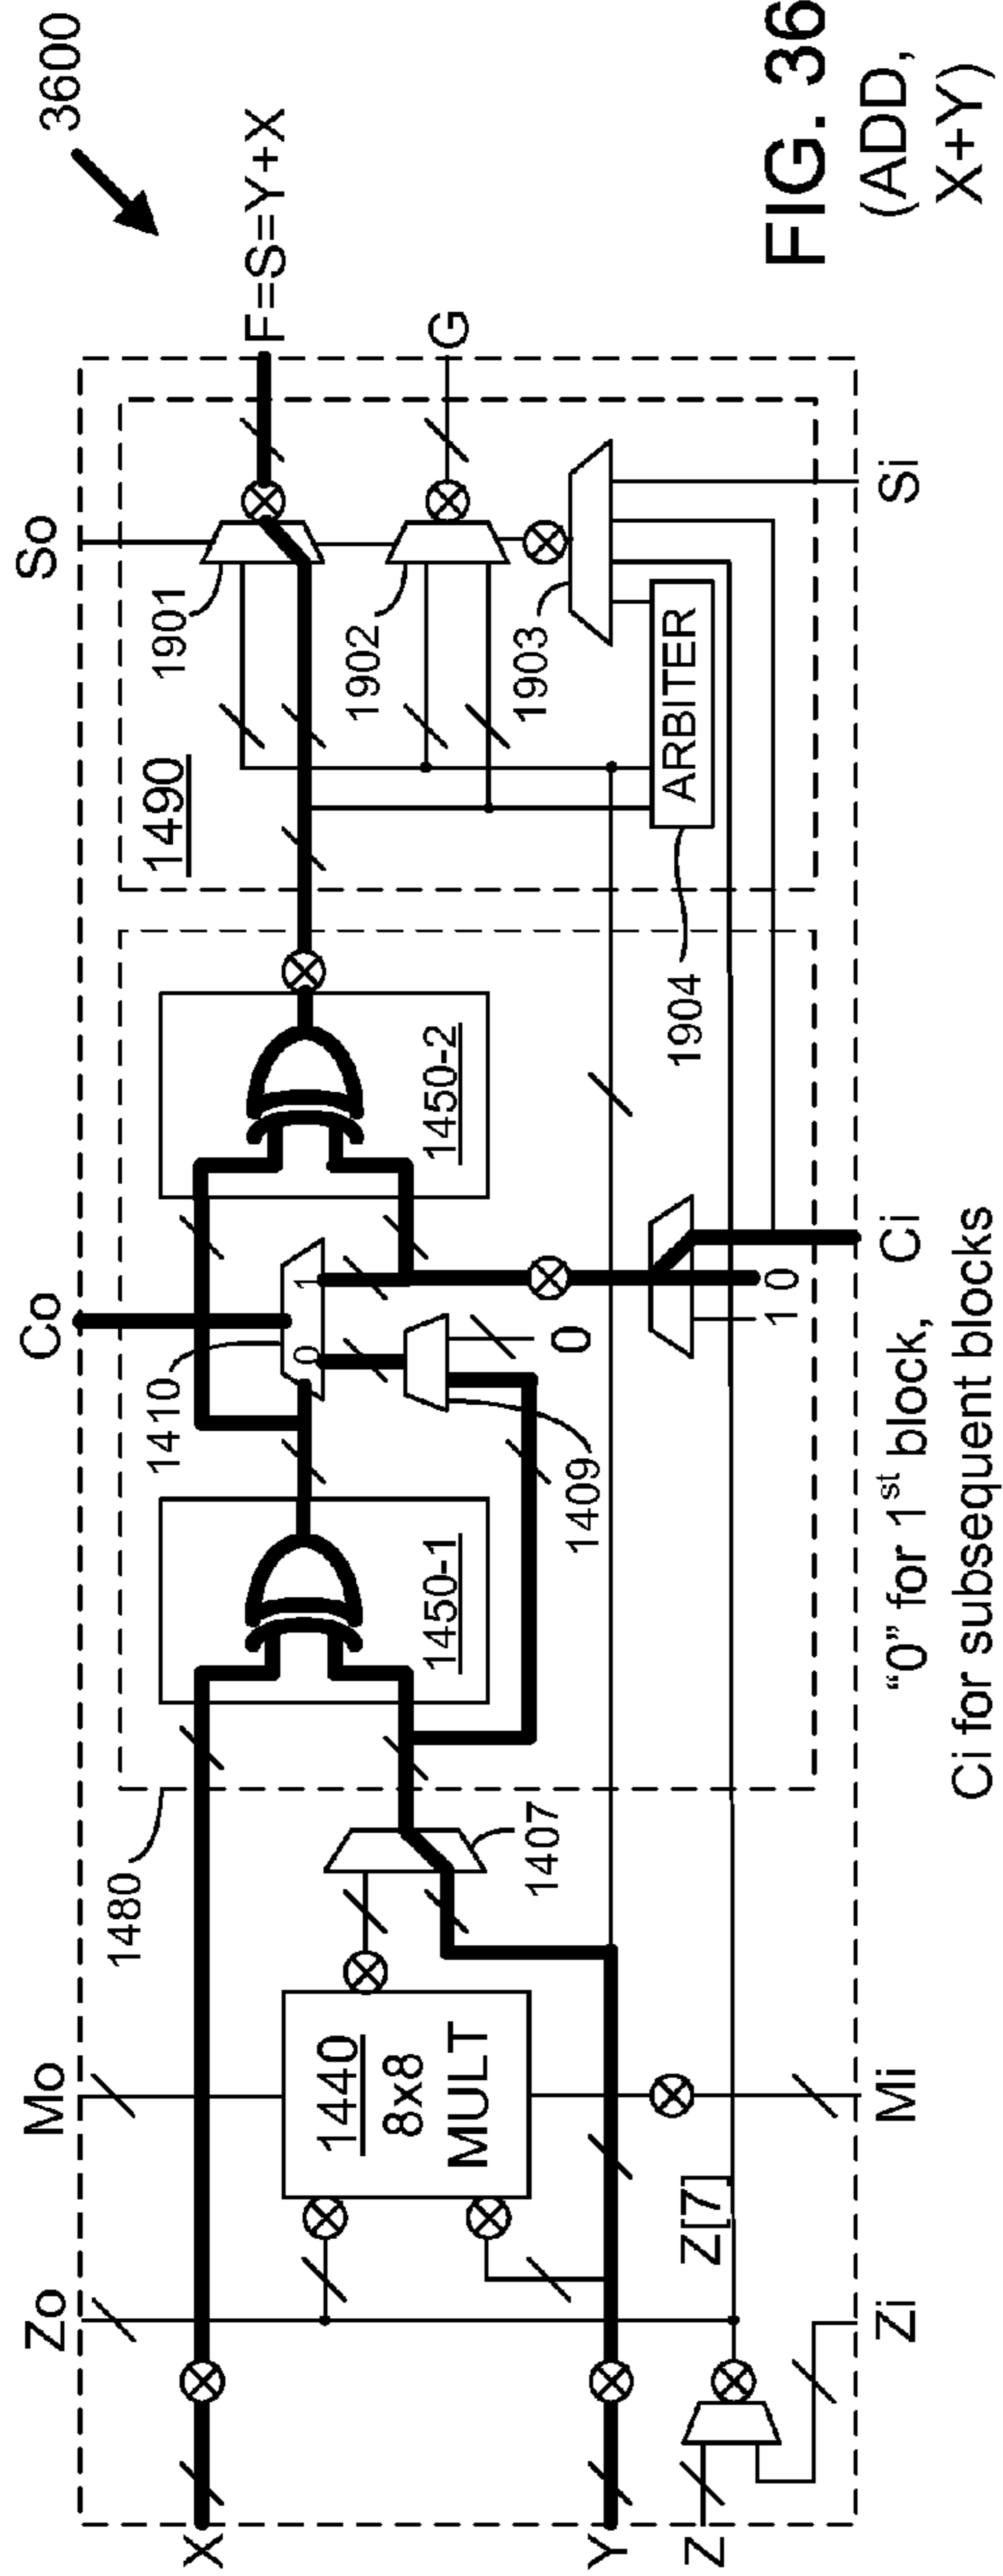 3600
So
Co
Mo
Zo
F=S=Y+X
1901
1490
1480
1410
0
1
1450-1
1450-2
G
1902
1903
1440
8x8
MULT
1407
1409
0
ARBITER
1904
X
Y
Z
Z[7]
1
0
Zi
Mi
Ci
Si
"0" for 1st block,
Ci for subsequent blocks
FIG. 36
(ADD,
X+Y)